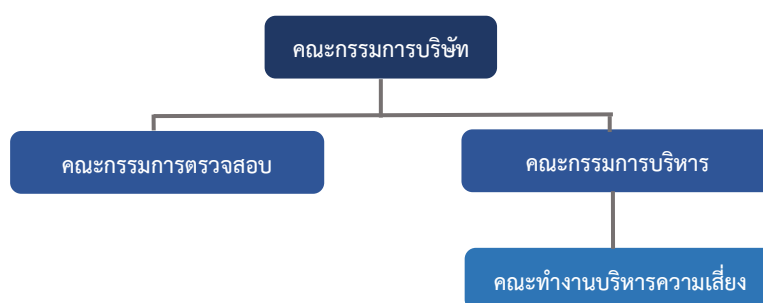 คณะกรรมการบริษัท
คณะกรรมการตรวจสอบ
คณะกรรมการบริหาร
คณะทำงานบริหารความเสี่ยง